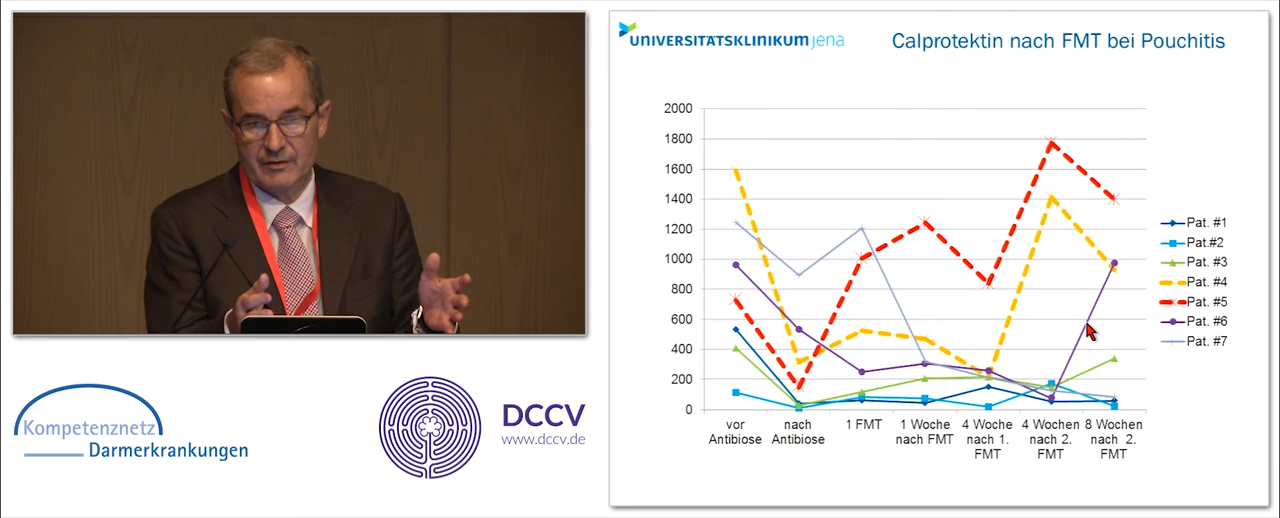 UNIVERSITÄTSKLINIKUM jena
Calprotektin nach FMT bei Pouchitis
2000
1800
1600
1400
1200
1000
800
600
400
200
0
vor
Antibiose
nach
Antibiose
1 FMT
1 Woche
nach FMT
4 Woche
nach 1.
FMT
4 Wochen
nach 2.
FMT
8 Wochen
nach 2.
FMT
Pat. #1
Pat.#2
Pat. #3
Pat. #4
Pat. #5
Pat. #6
Pat. #7
Kompetenznetz
Darmerkrankungen
DCCV
www.dccv.de